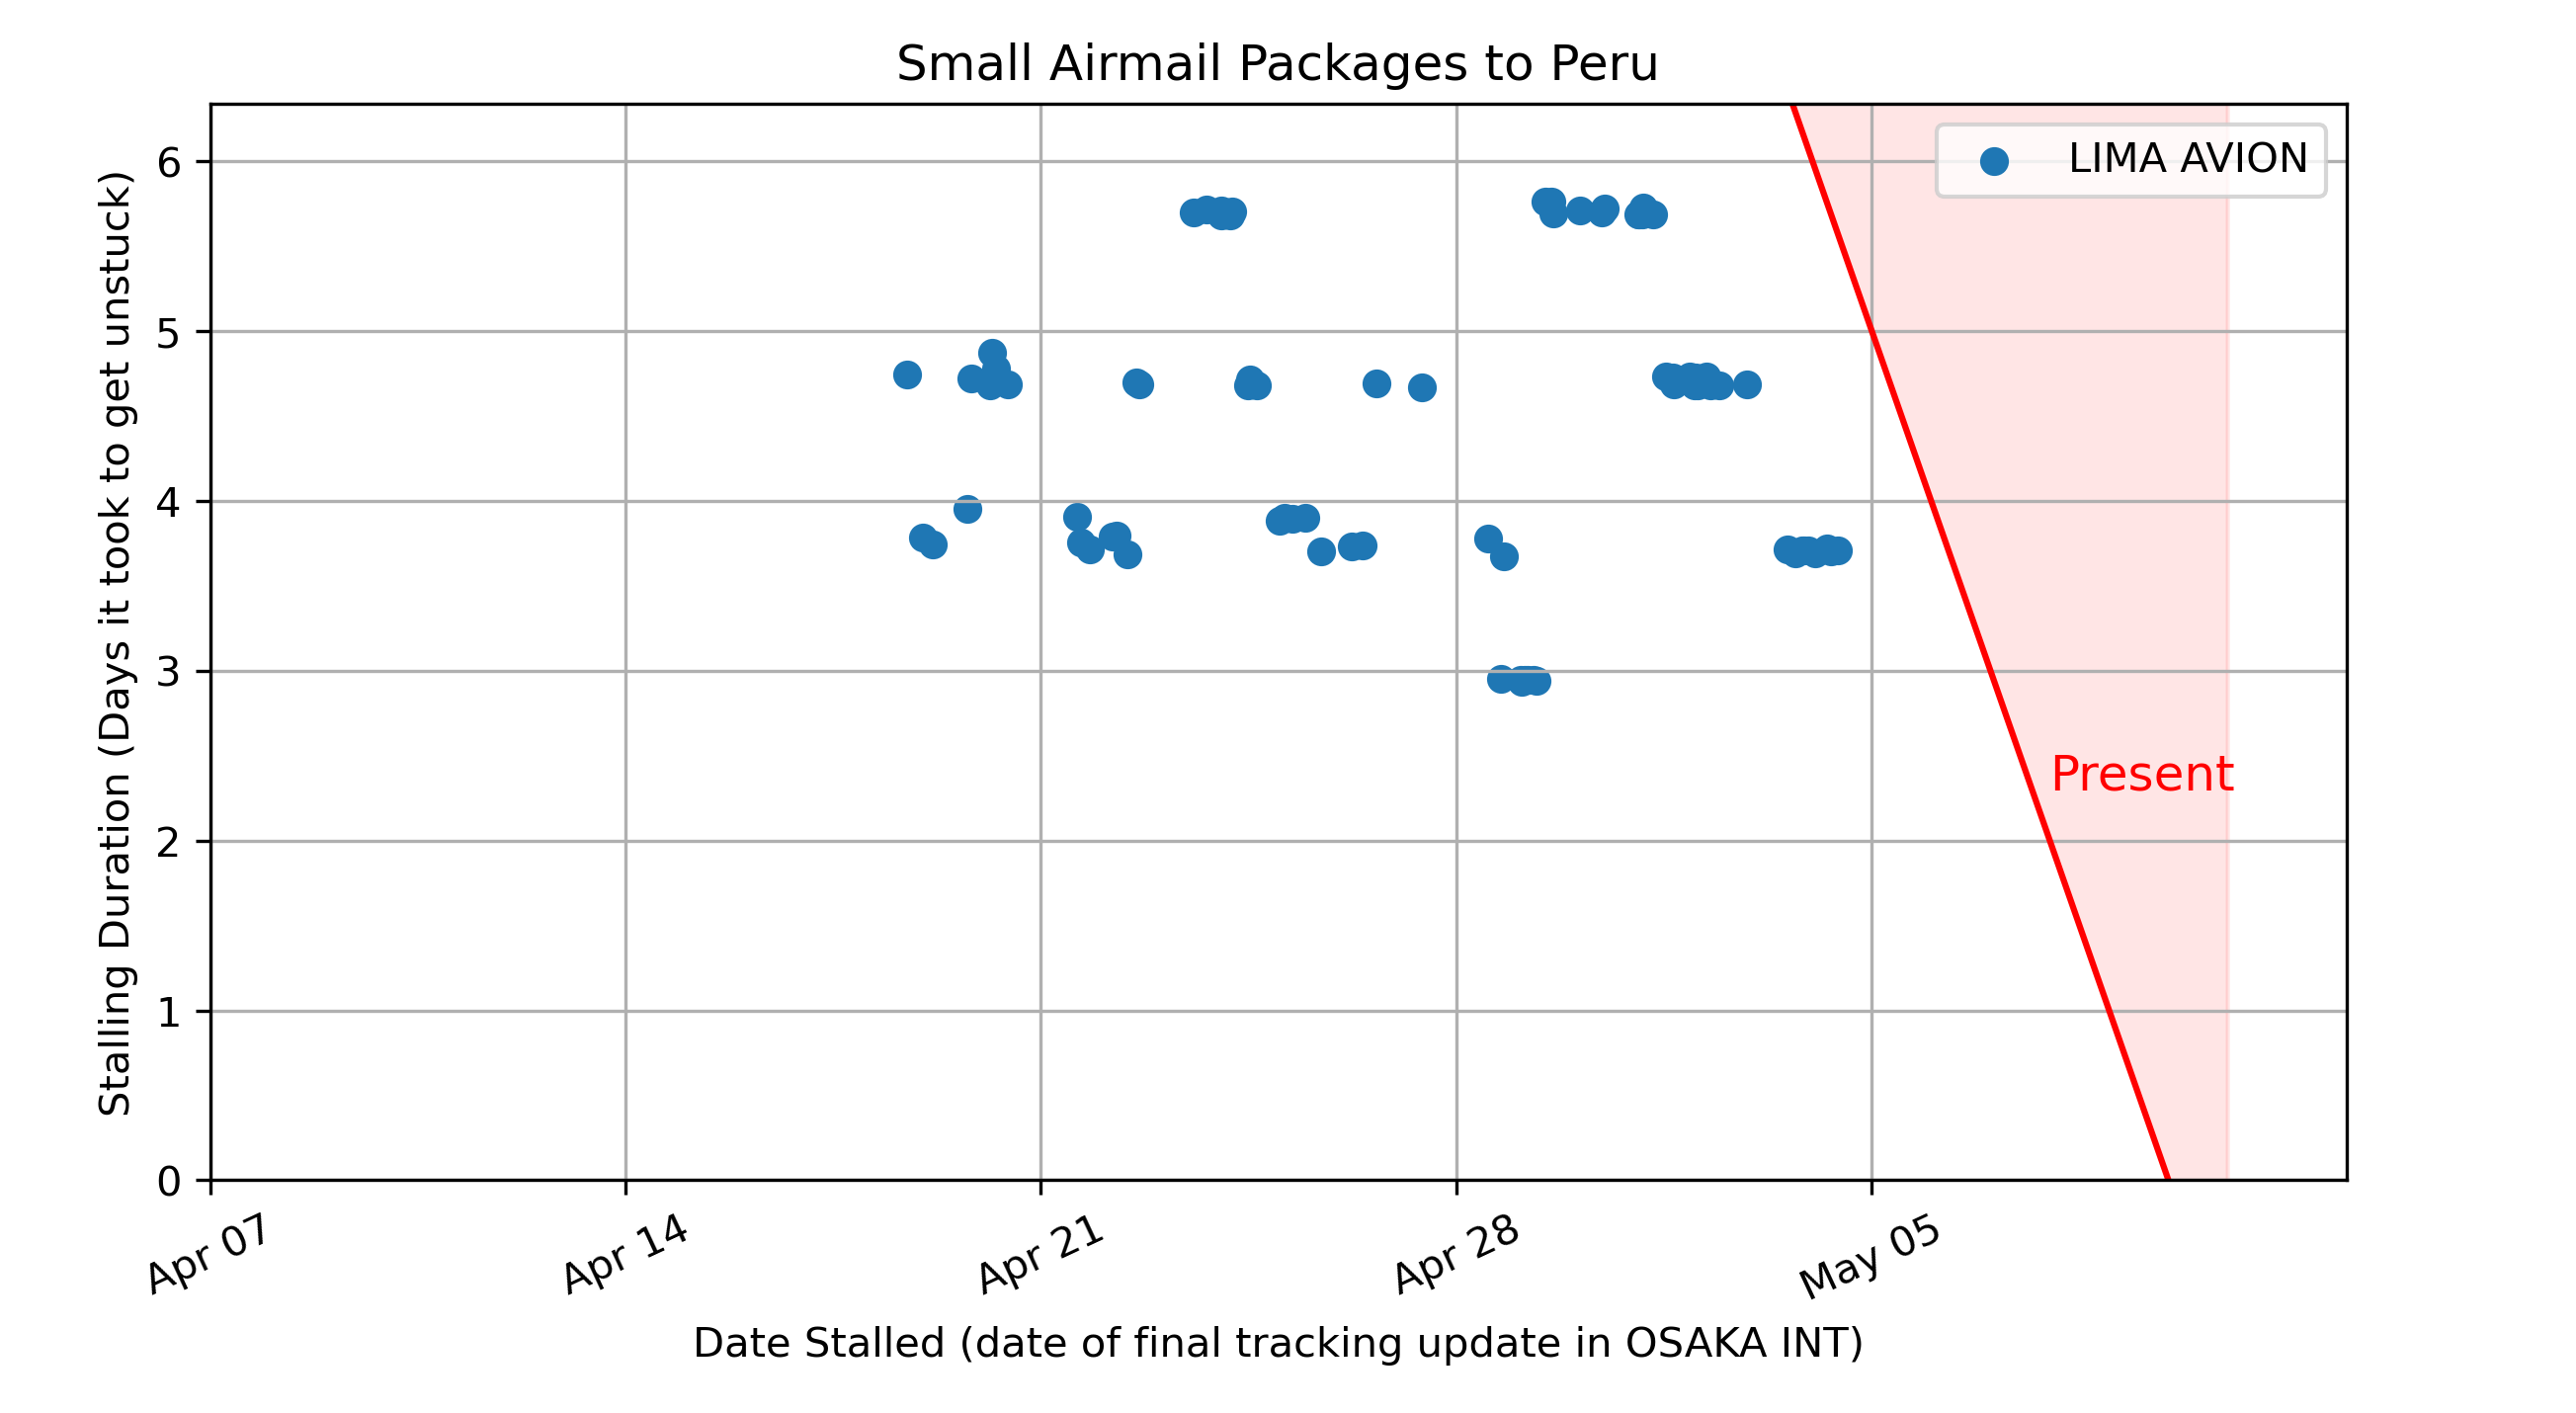 Small Airmail Packages to Peru
LIMA AVION
Stalling Duration (Days it took to get unstuck)
6
5
4
3
2
1
0
Present
Apr 07
Apr 14
Apr 21
Apr 28
May 05
Date Stalled (date of final tracking update in OSAKA INT)